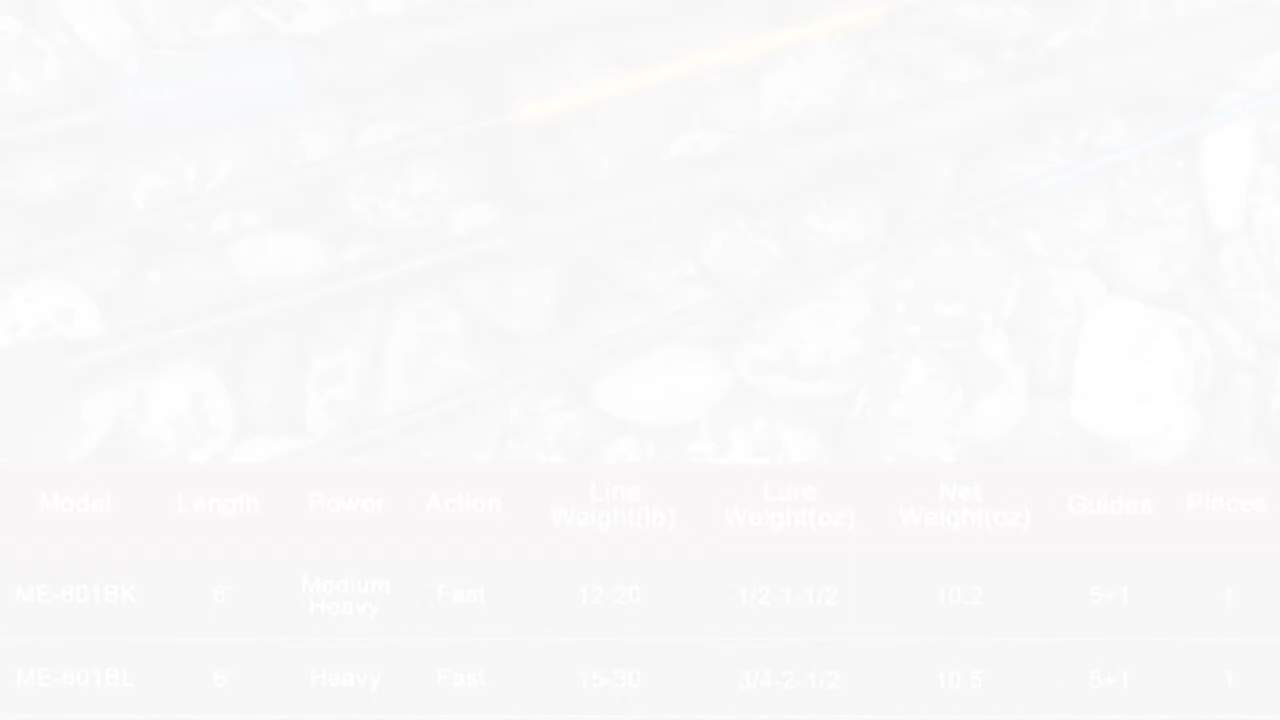 Model Length Power Action Line Weight(lb) Lure Weight(oz) Net Weight(oz) Guides Pieces
ME-601BK 6' Medium Heavy Fast 12-20 1/2-1-1/2 10.2 5+1 1
ME-601BL 6' Heavy Fast 15-30 3/4-2-1/2 10.5 5+1 1